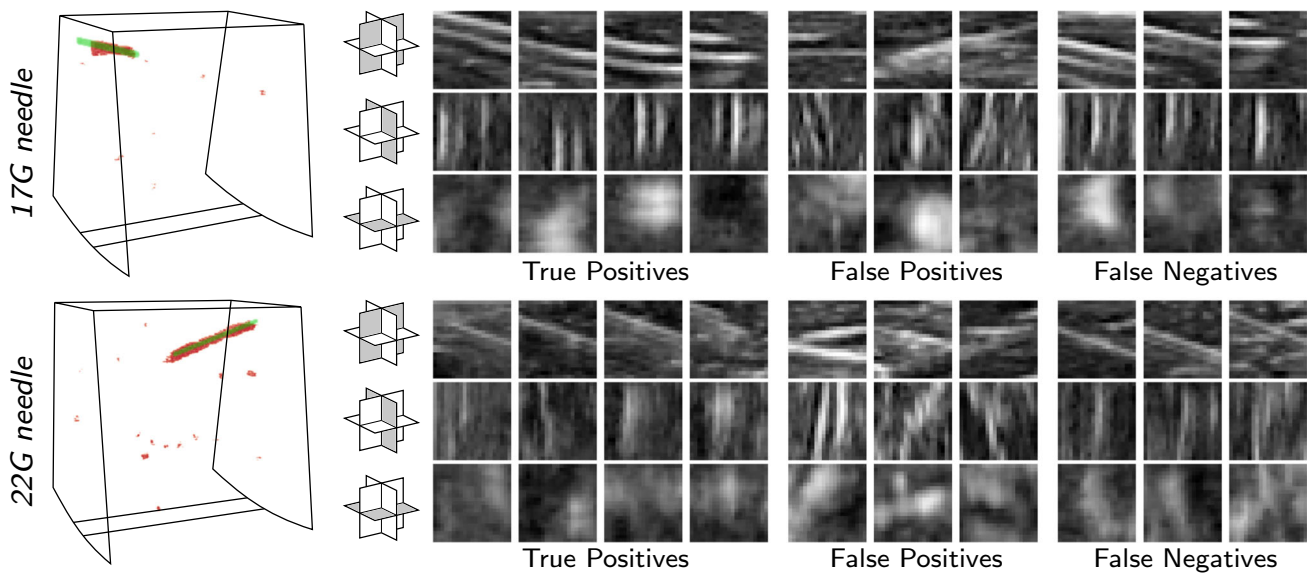 17G needle
True Positives
False Positives
False Negatives
22G needle
True Positives
False Positives
False Negatives